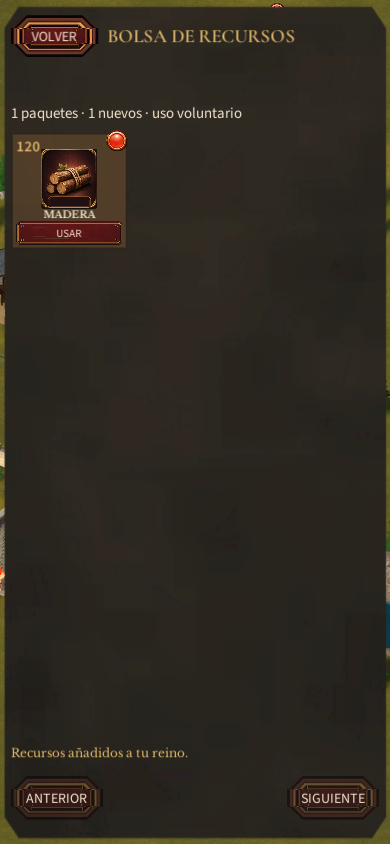 VOLVER
BOLSA DE RECURSOS
1 paquetes · 1 nuevos · uso voluntario
120
MADERA
USAR
Recursos añadidos a tu reino.
ANTERIOR
SIGUIENTE